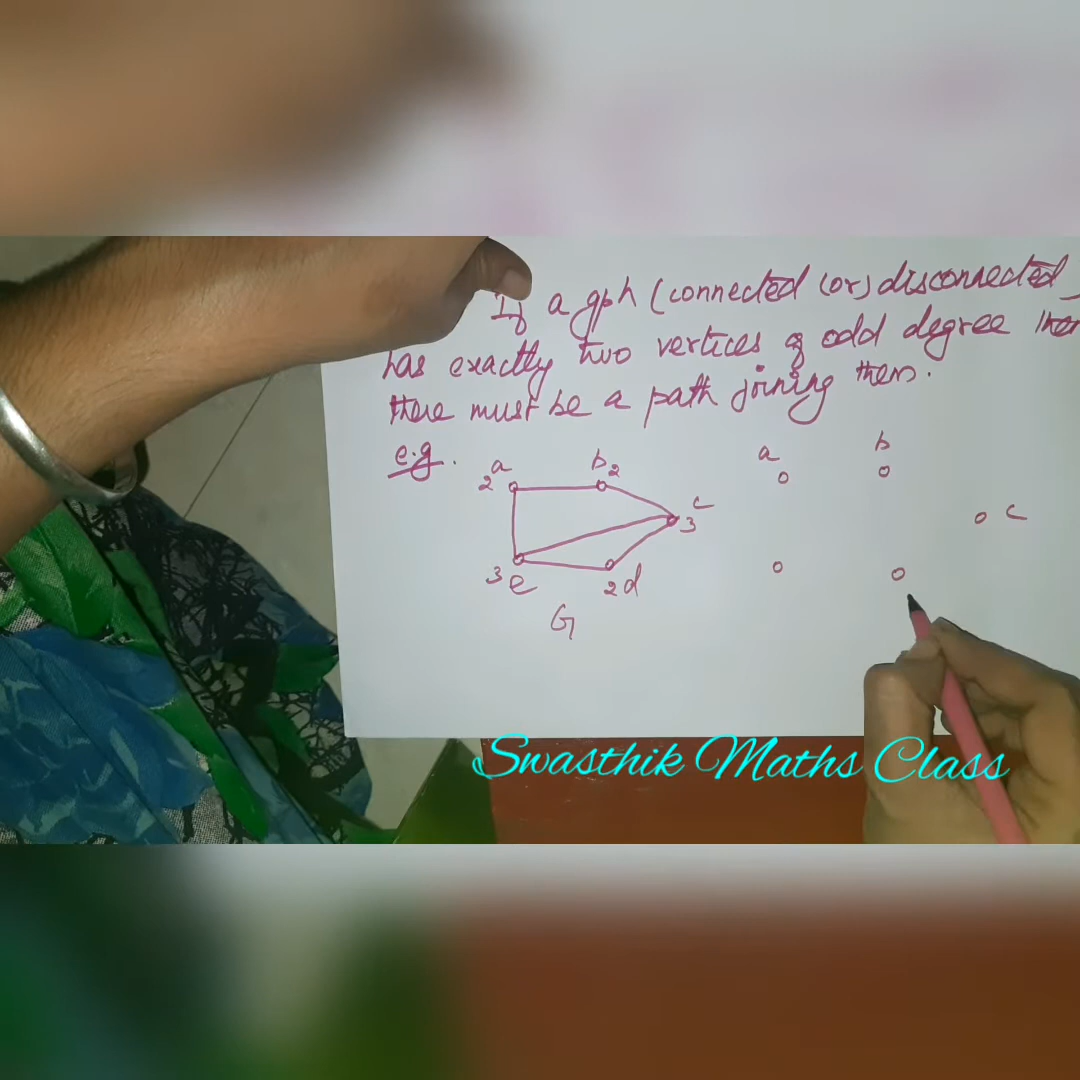 If a gph (connected (or) disconnected
has exactly two vertices of odd degree then
there must be a path joining them.
e.g.
a b
2 a b 2
c
3
c
3 e 2 d
G
Swasthik Maths Class